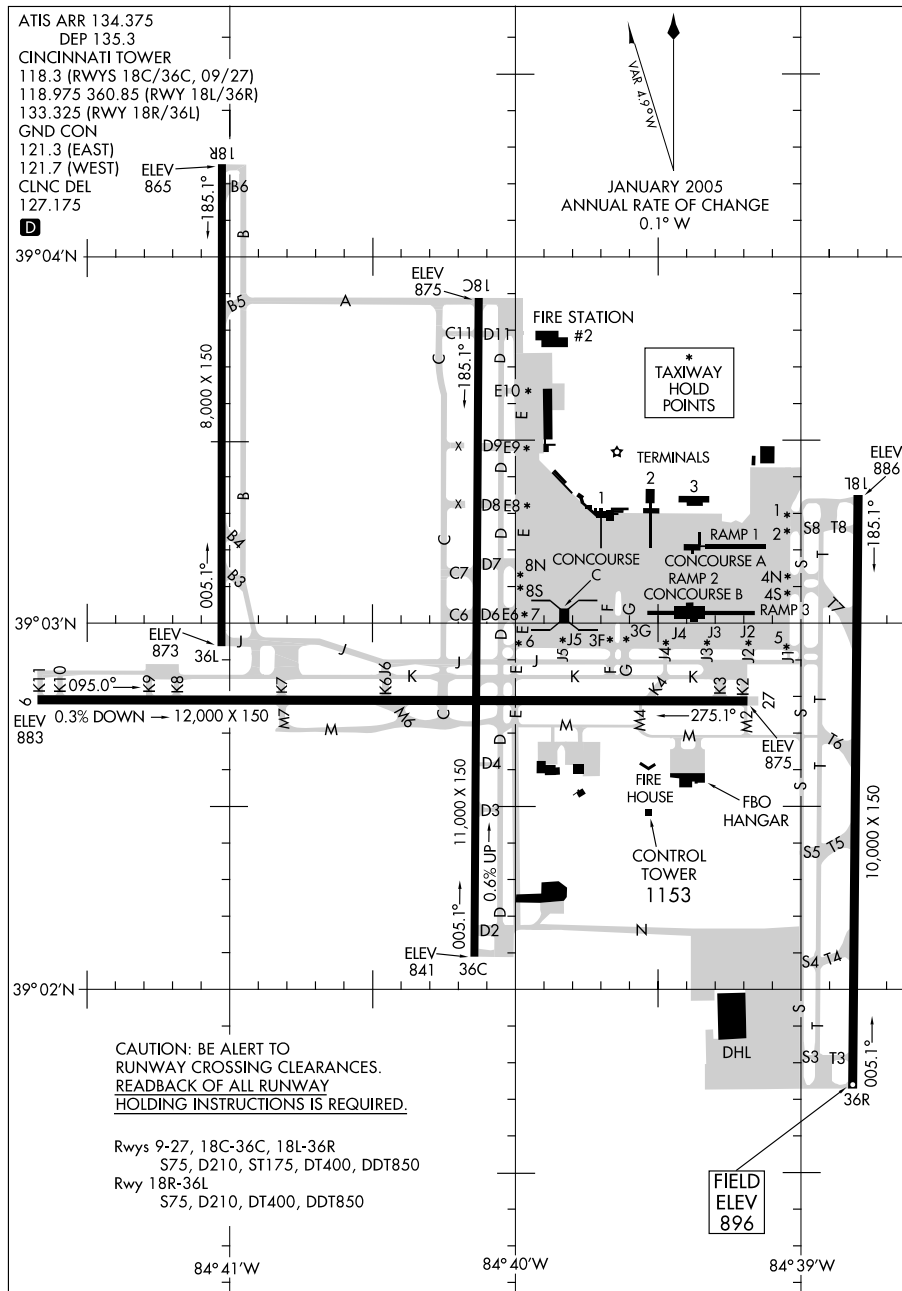 ATIS ARR 134.375
DEP 135.3
CINCINNATI TOWER
118.3 (RWYS 18C/36C, 09/27)
118.975 360.85 (RWY 18L/36R)
133.325 (RWY 18R/36L)
GND CON
121.3 (EAST)
121.7 (WEST)
CLNC DEL
127.175
D
VAR 4.9°W
JANUARY 2005
ANNUAL RATE OF CHANGE
0.1° W
ELEV
865
18R
B6
185.1°
B
39°04'N
B5
A
ELEV
875
18C
C11
D11
D
C
185.1°
FIRE STATION
#2
*
TAXIWAY
HOLD
POINTS
8,000 X 150
E10 *
E
X
D9
E9 *
D
TERMINALS
1
2
3
ELEV
886
18L
B
X
D8
E8 *
E
D
C
B4
B3
005.1°
C7
D7
8N
8S
CONCOURSE
C
RAMP 1
CONCOURSE A
RAMP 2
CONCOURSE B
RAMP 3
1 *
2 *
4N *
4S *
S8
T8
S
T
185.1°
T7
39°03'N
C6
D6
E6 *
7
F
G
ELEV
873
36L
J
J
J
D
E
* 6
J
J5
J5
3F
F
G
3G
J4
J4
J3
J3
J2
J2
5
J1
K11
K10
095.0°
K9
K8
K7
K6
J6
K
K
K4
K
K3
K2
9
27
ELEV
883
0.3% DOWN
12,000 X 150
M7
M
M6
C
E
D
M
M4
M
275.1°
M2
ELEV
875
S
T
T6
S
T
D4
FIRE
HOUSE
FBO
HANGAR
11,000 X 150
D3
0.6% UP
CONTROL
TOWER
1153
S5
T5
10,000 X 150
005.1°
D
D2
N
ELEV
841
36C
S4
T4
39°02'N
S
T
DHL
S3
T3
005.1°
36R
CAUTION: BE ALERT TO
RUNWAY CROSSING CLEARANCES.
READBACK OF ALL RUNWAY
HOLDING INSTRUCTIONS IS REQUIRED.
Rwys 9-27, 18C-36C, 18L-36R
S75, D210, ST175, DT400, DDT850
Rwy 18R-36L
S75, D210, DT400, DDT850
FIELD
ELEV
896
84°41'W
84°40'W
84°39'W